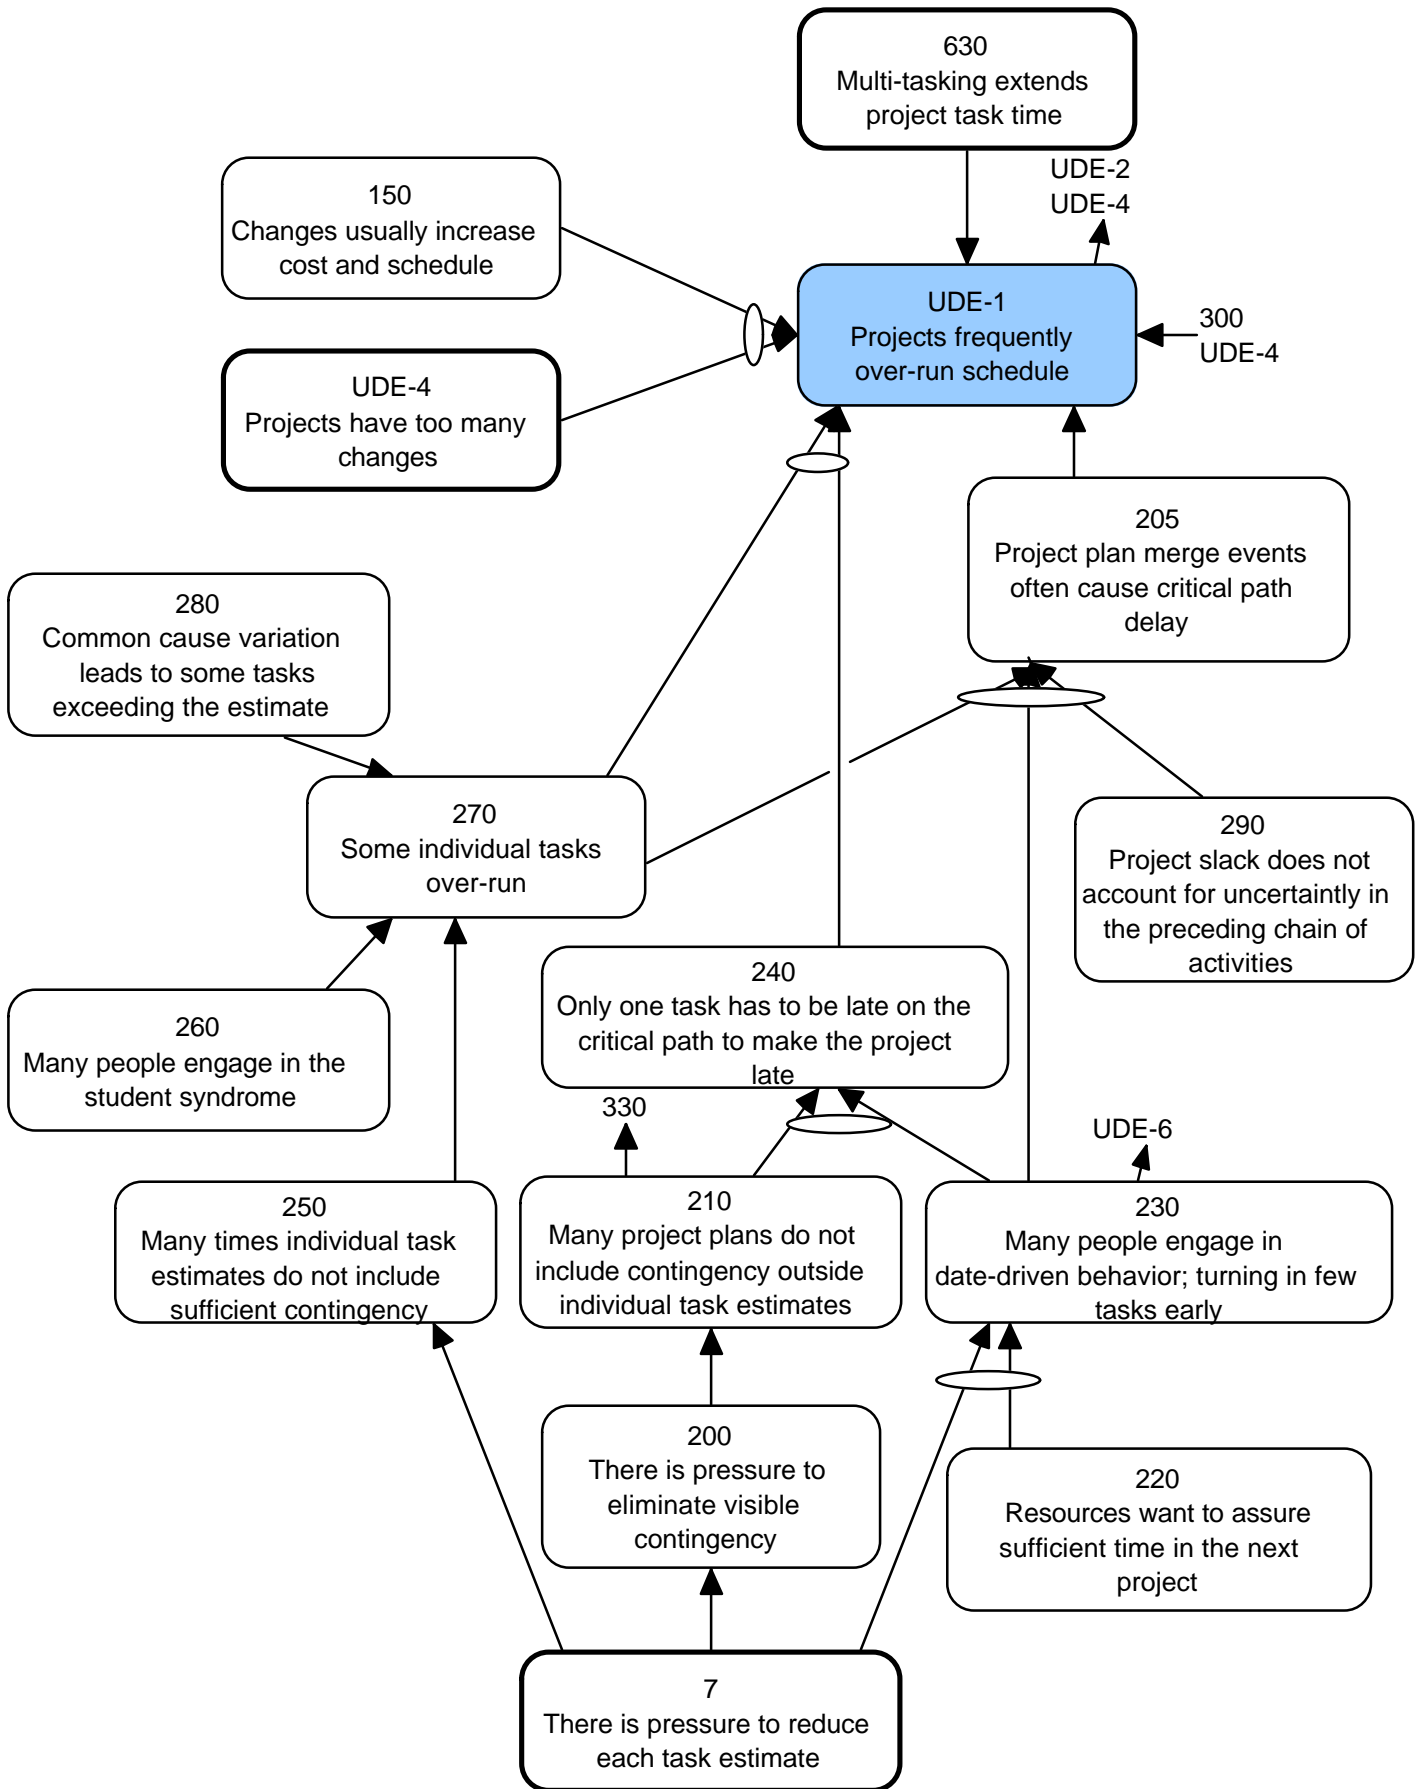 630
Multi-tasking extends
project task time
UDE-2
UDE-4
150
Changes usually increase
cost and schedule
UDE-1
Projects frequently
over-run schedule
300
UDE-4
UDE-4
Projects have too many
changes
205
Project plan merge events
often cause critical path
delay
280
Common cause variation
leads to some tasks
exceeding the estimate
270
Some individual tasks
over-run
290
Project slack does not
account for uncertaintly in
the preceding chain of
activities
240
Only one task has to be late on the
critical path to make the project
late
260
Many people engage in the
student syndrome
330
UDE-6
250
Many times individual task
estimates do not include
sufficient contingency
210
Many project plans do not
include contingency outside
individual task estimates
230
Many people engage in
date-driven behavior; turning in few
tasks early
200
There is pressure to
eliminate visible
contingency
220
Resources want to assure
sufficient time in the next
project
7
There is pressure to reduce
each task estimate